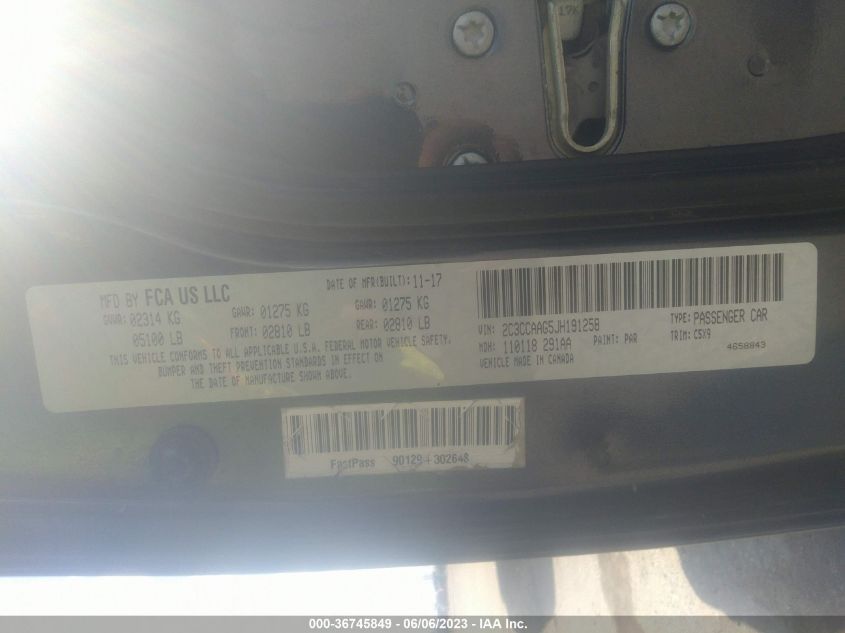 17K
MFD BY FCA US LLC
DATE OF MFR(BUILT): 11-17
GVWR: 02314 KG
GAWR: 01275 KG
GAWR: 01275 KG
05100 LB
FRONT: 02810 LB
REAR: 02810 LB
THIS VEHICLE CONFORMS TO ALL APPLICABLE U.S.A. FEDERAL MOTOR VEHICLE SAFETY,
BUMPER AND THEFT PREVENTION STANDARDS IN EFFECT ON
THE DATE OF MANUFACTURE SHOWN ABOVE.
VIN: 2C3CCAAG5JH191258
TYPE: PASSENGER CAR
MDH: 110118 291AA
PAINT: PAR
TRIM: C5X9
VEHICLE MADE IN CANADA
4658843
FastPass 90129-302648
000-36745849 - 06/06/2023 - IAA Inc.